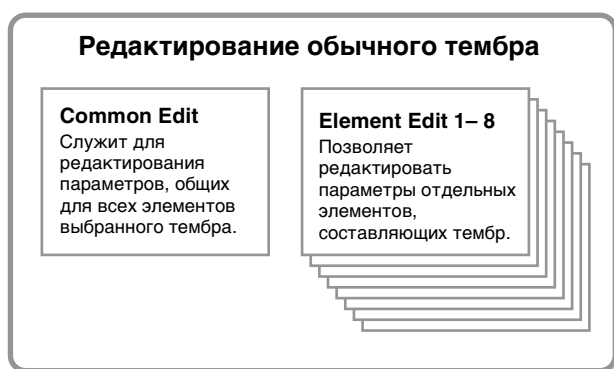 Редактирование обычного тембра
Common Edit
Служит для
редактирования
параметров, общих
для всех элементов
выбранного тембра.
Element Edit 1– 8
Позволяет
редактировать
параметры отдельных
элементов,
составляющих тембр.